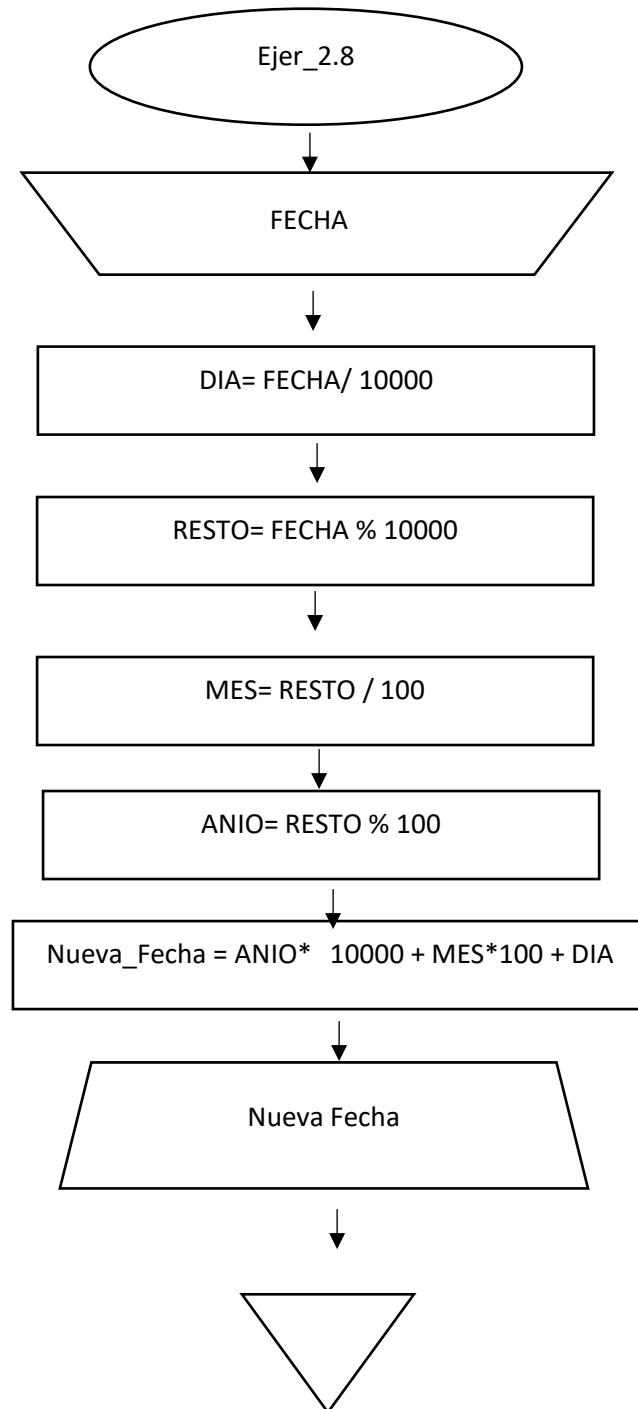 Ejer_2.8
FECHA
DIA= FECHA/ 10000
RESTO= FECHA % 10000
MES= RESTO / 100
ANIO= RESTO % 100
Nueva_Fecha = ANIO*   10000 + MES*100 + DIA
Nueva Fecha